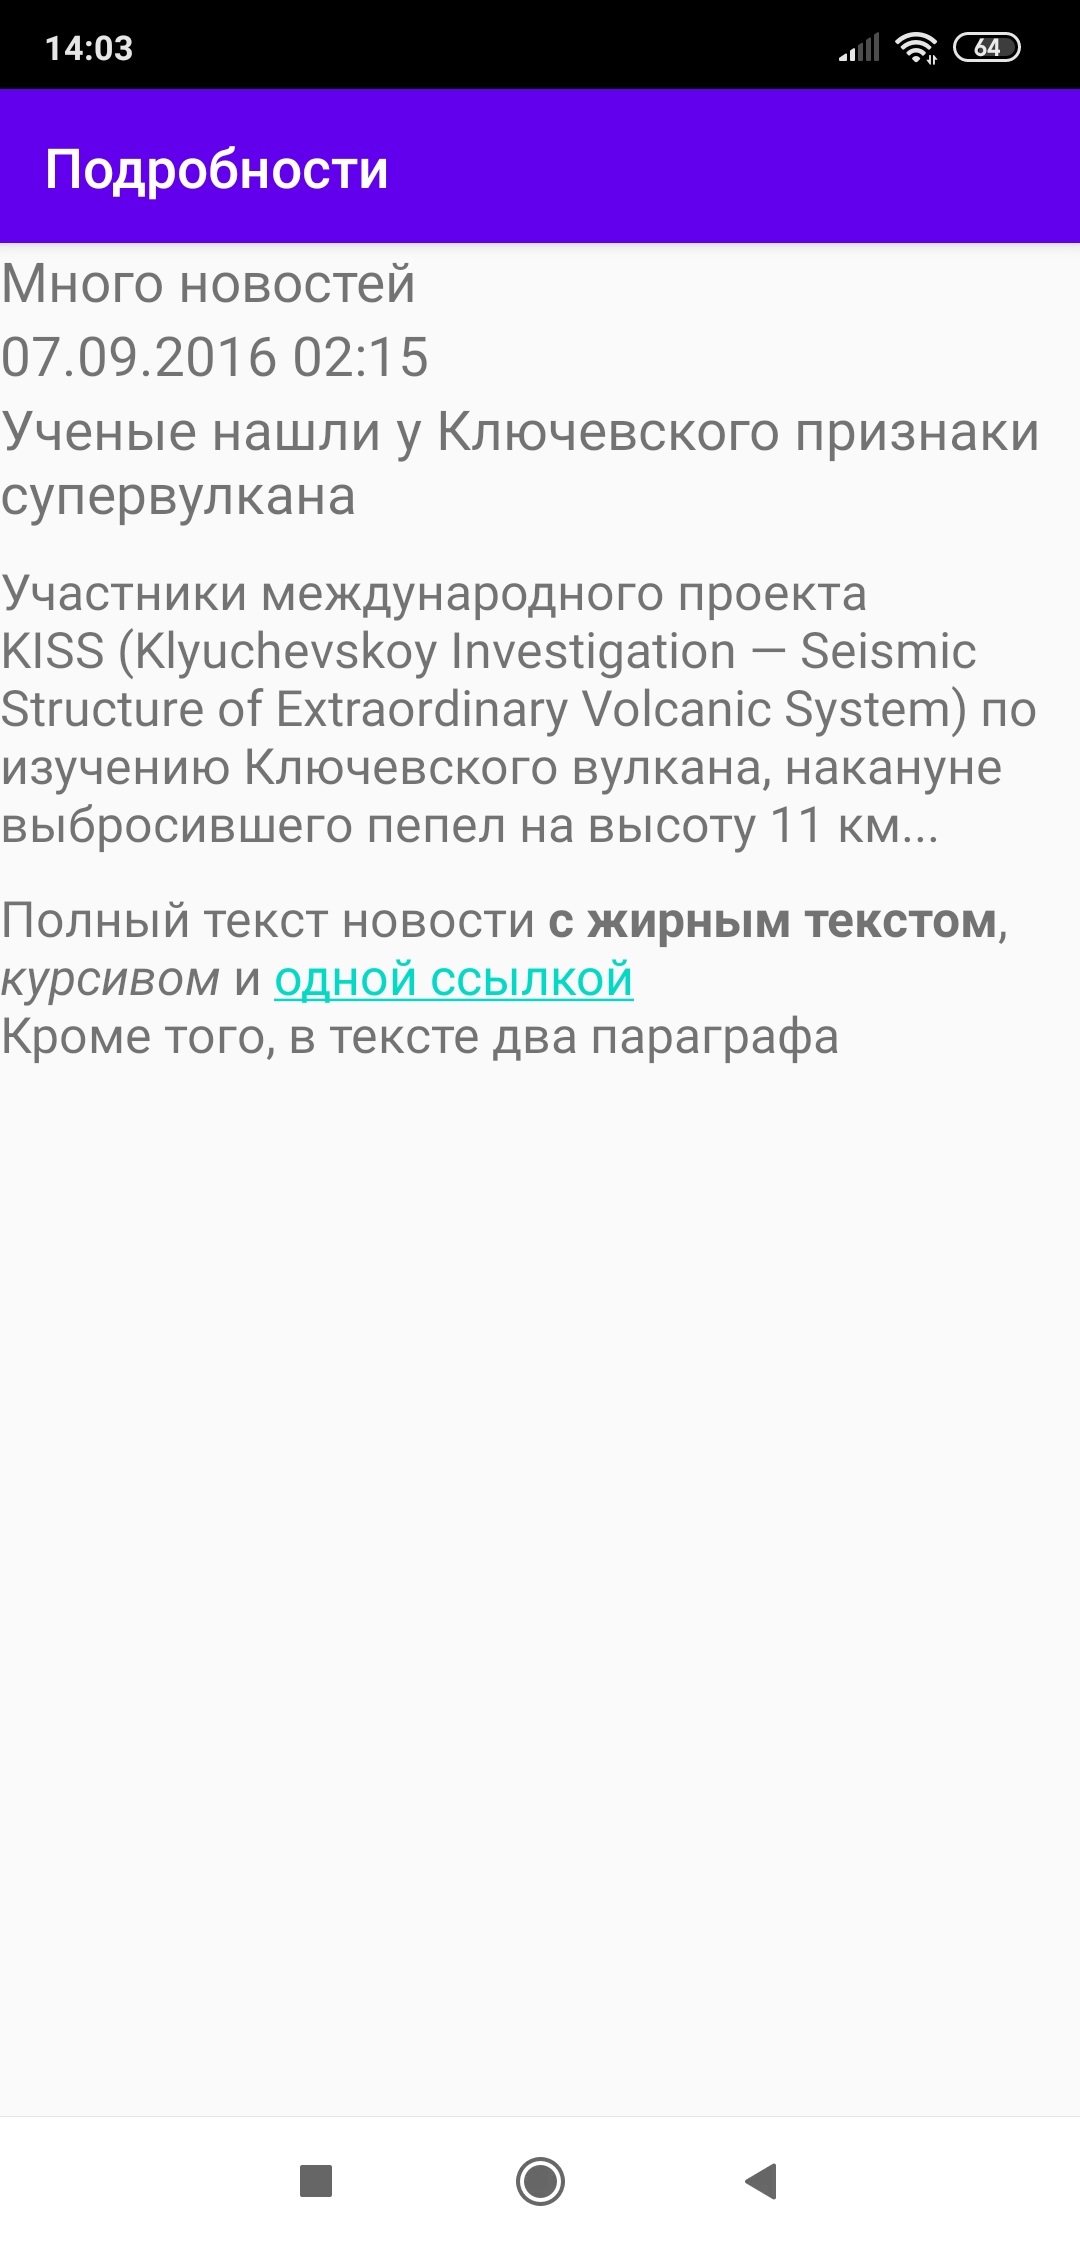 14:03
64
Подробности
Много новостей
07.09.2016 02:15
Ученые нашли у Ключевского признаки
супервулкана
Участники международного проекта
KISS (Klyuchevskoy Investigation — Seismic
Structure of Extraordinary Volcanic System) по
изучению Ключевского вулкана, накануне
выбросившего пепел на высоту 11 км...
Полный текст новости с жирным текстом,
курсивом и одной ссылкой
Кроме того, в тексте два параграфа